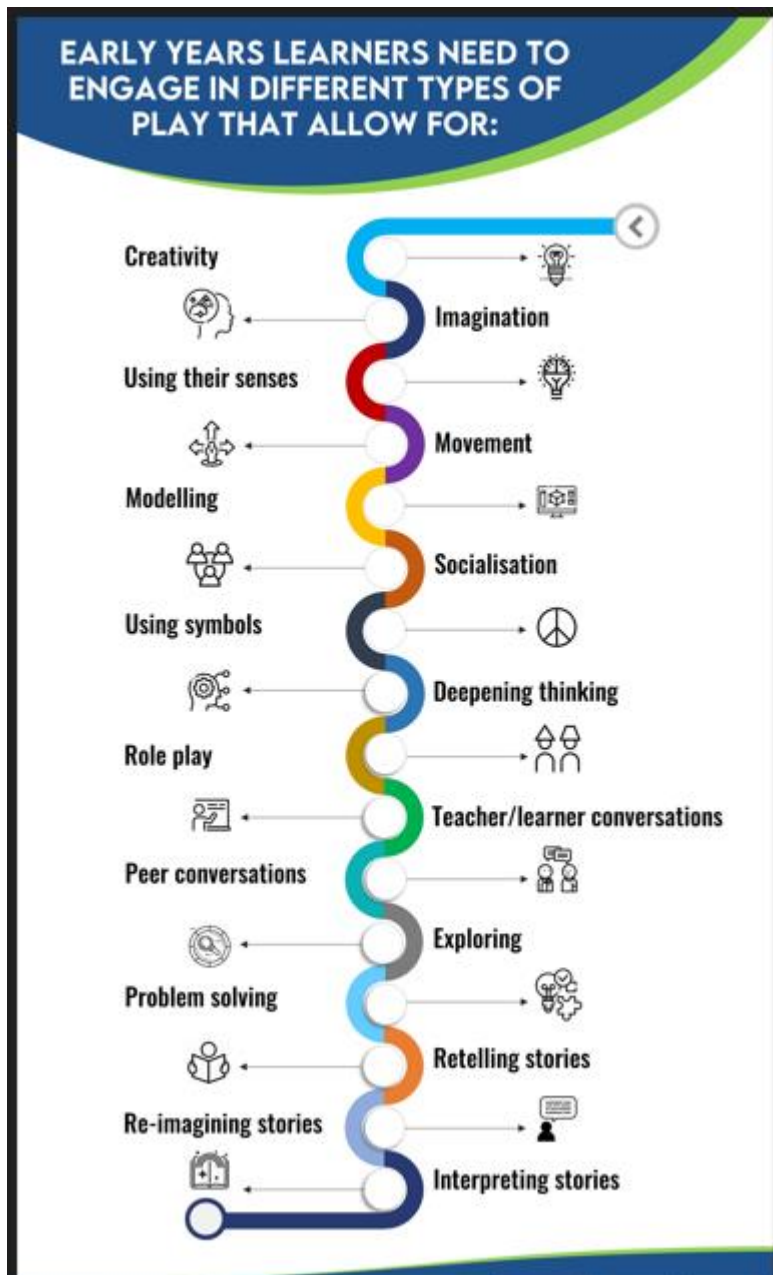 EARLY YEARS LEARNERS NEED TO
ENGAGE IN DIFFERENT TYPES OF
PLAY THAT ALLOW FOR:
Creativity
Imagination
Using their senses
Movement
Modelling
Socialisation
Using symbols
Deepening thinking
Role play
Teacher/learner conversations
Peer conversations
Exploring
Problem solving
Retelling stories
Re-imagining stories
Interpreting stories